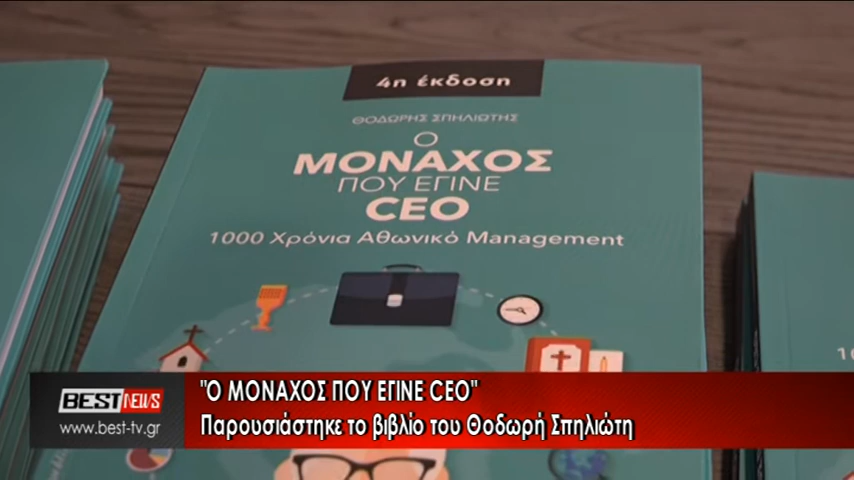 4η έκδοση
ΘΟΔΩΡΗΣ ΣΠΗΛΙΩΤΗΣ
Ο
ΜΟΝΑΧΟΣ
ΠΟΥ ΕΓΙΝΕ
CEO
1000 Χρόνια Αθωνικό Management
10
BEST NEWS
www.best-tv.gr
"Ο ΜΟΝΑΧΟΣ ΠΟΥ ΕΓΙΝΕ CEO"
Παρουσιάστηκε το βιβλίο του Θοδωρή Σπηλιώτη